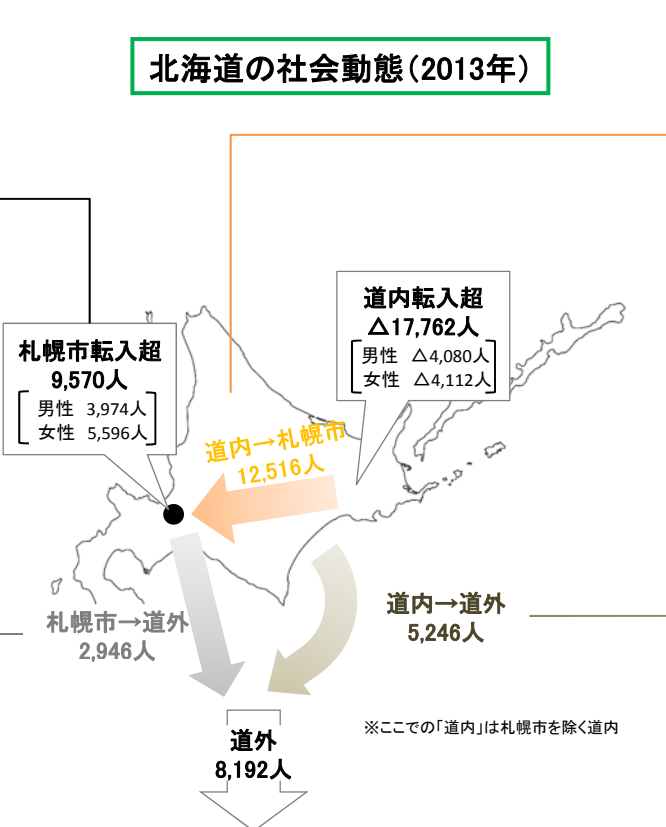 北海道の社会動態(2013年)
道内転入超
△17,762人
男性 △4,080人
女性 △4,112人
札幌市転入超
9,570人
男性 3,974人
女性 5,596人
道内→札幌市
12,516人
札幌市→道外
2,946人
道内→道外
5,246人
道外
8,192人
※ここでの「道内」は札幌市を除く道内